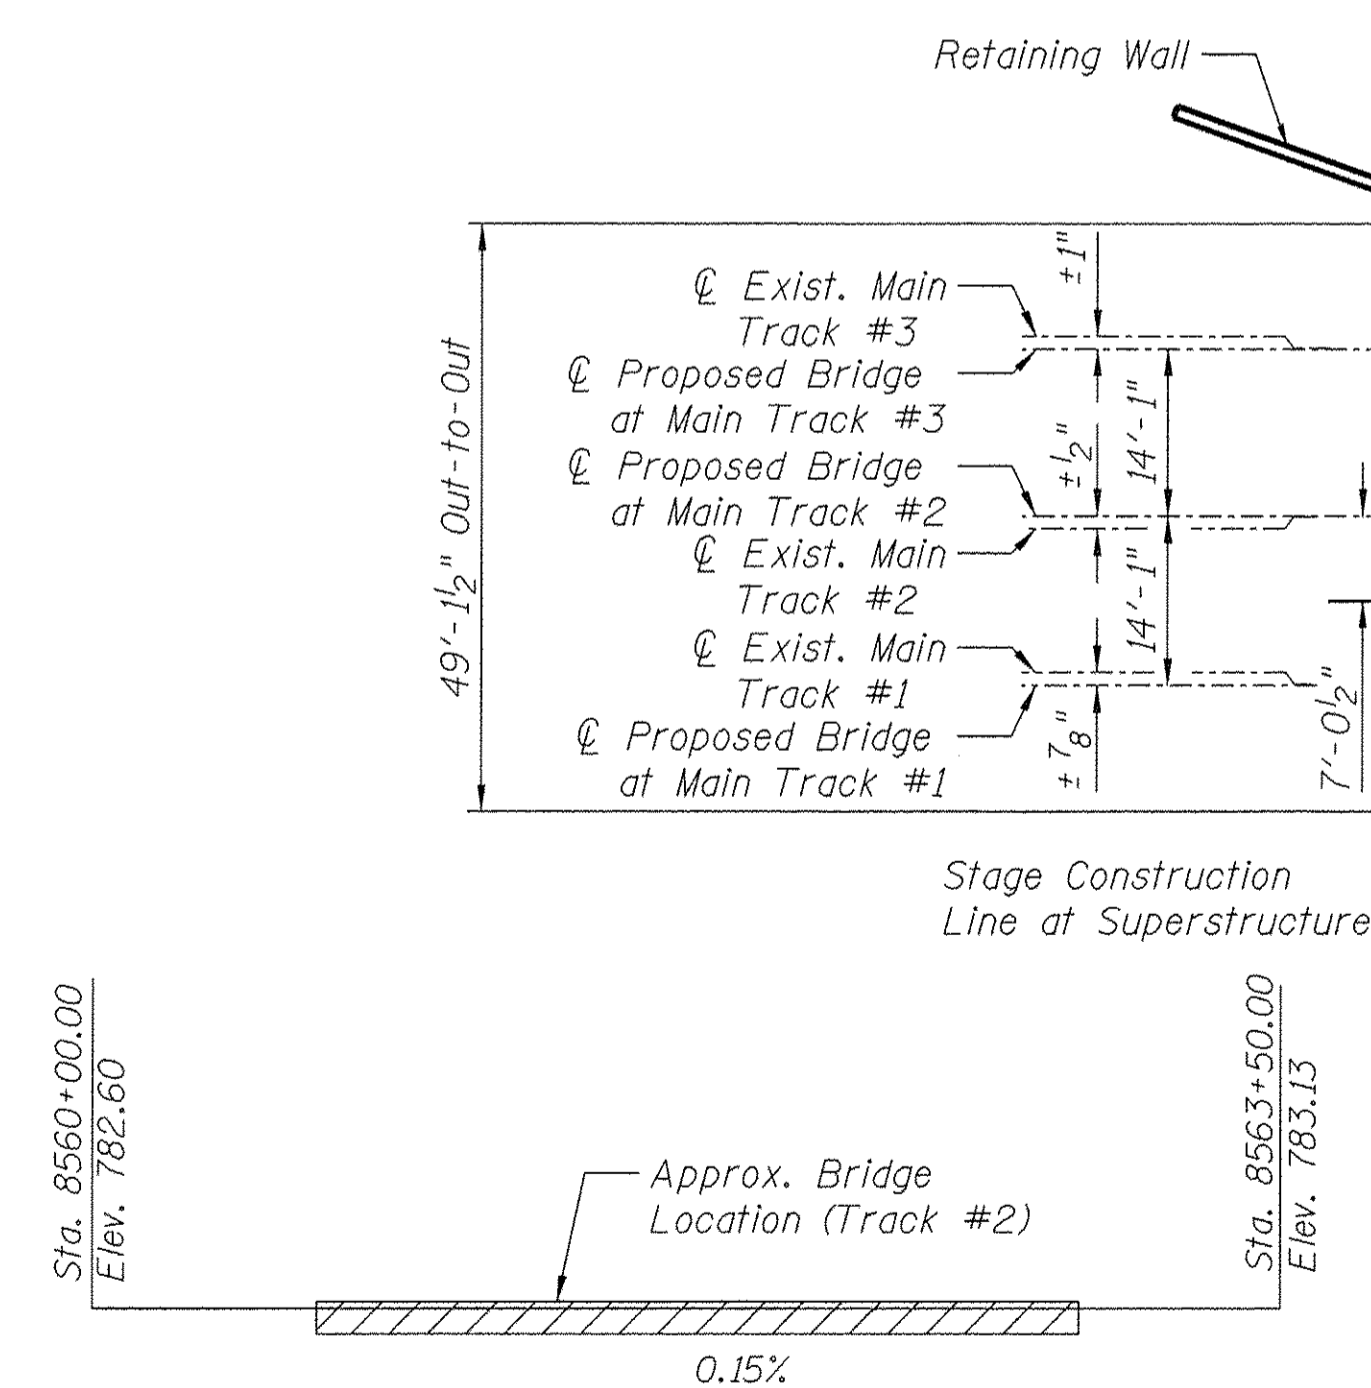 Retaining Wall
± 1"
℄ Exist. Main
Track #3
℄ Proposed Bridge
at Main Track #3
℄ Proposed Bridge
at Main Track #2
℄ Exist. Main
Track #2
℄ Exist. Main
Track #1
℄ Proposed Bridge
at Main Track #1
49'-1½" Out-to-Out
±½"
14'-1"
14'-1"
± ⅞"
7'-0½"
Stage Construction
Line at Superstructure
Sta. 8560+00.00
Elev. 782.60
Approx. Bridge
Location (Track #2)
Sta. 8563+50.00
Elev. 783.13
0.15%